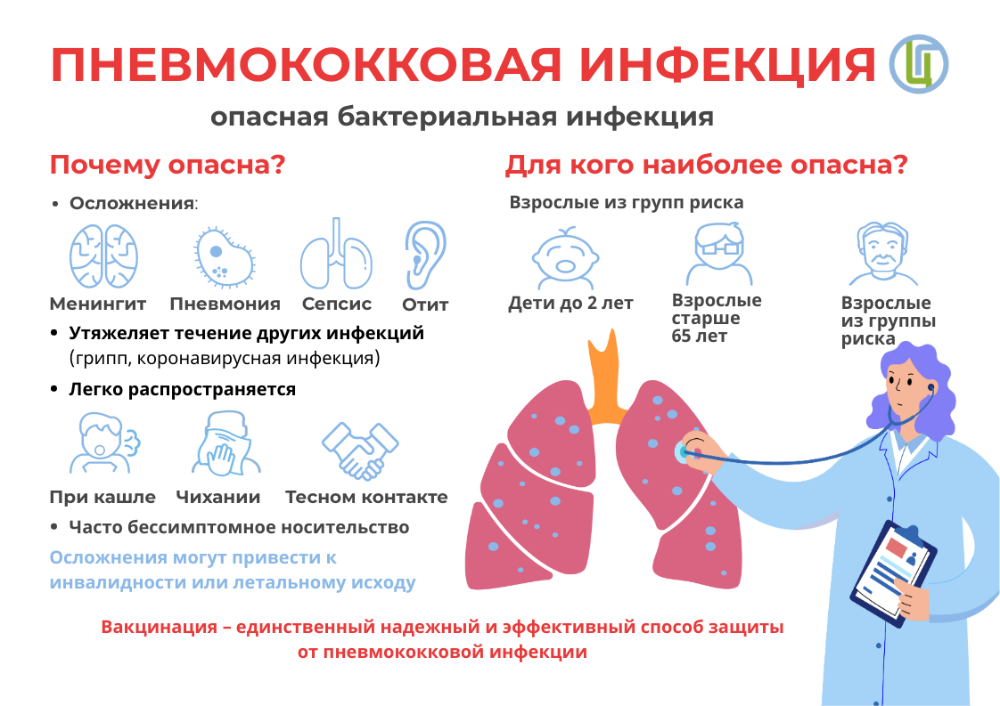 ПНЕВМОКОККОВАЯ ИНФЕКЦИЯ
опасная бактериальная инфекция
Почему опасна?
• Осложнения:
Менингит Пневмония Сепсис Отит
• Утяжеляет течение других инфекций
(грипп, коронавирусная инфекция)
• Легко распространяется
При кашле Чихании Тесном контакте
• Часто бессимптомное носительство
Осложнения могут привести к
инвалидности или летальному исходу
Для кого наиболее опасна?
Взрослые из групп риска
Дети до 2 лет
Взрослые
старше
65 лет
Взрослые
из группы
риска
Вакцинация – единственный надежный и эффективный способ защиты
от пневмококковой инфекции